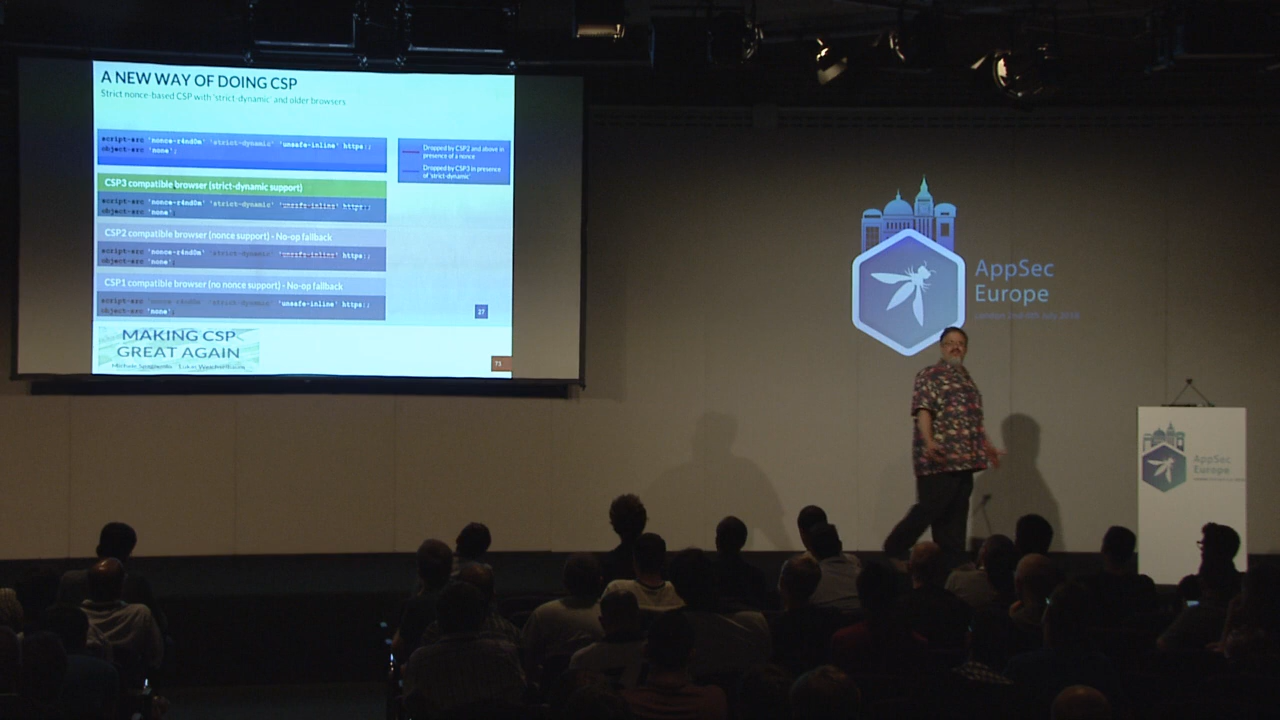 A NEW WAY OF DOING CSP
Strict nonce-based CSP with 'strict-dynamic' and older browsers
script-src 'nonce-r4nd0m' 'strict-dynamic' 'unsafe-inline' https:;
object-src 'none';
Dropped by CSP2 and above in
presence of a nonce
Dropped by CSP3 in presence
of 'strict-dynamic'
CSP3 compatible browser (strict-dynamic support)
script-src 'nonce-r4nd0m' 'strict-dynamic' 'unsafe-inline' https:;
object-src 'none';
CSP2 compatible browser (nonce support) - No-op fallback
script-src 'nonce-r4nd0m' 'strict-dynamic' 'unsafe-inline' https:;
object-src 'none';
CSP1 compatible browser (no nonce support) - No-op fallback
script-src 'nonce-r4nd0m' 'strict-dynamic' 'unsafe-inline' https:;
object-src 'none';
27
MAKING CSP
GREAT AGAIN
73
AppSec
Europe
AppSec
Europe